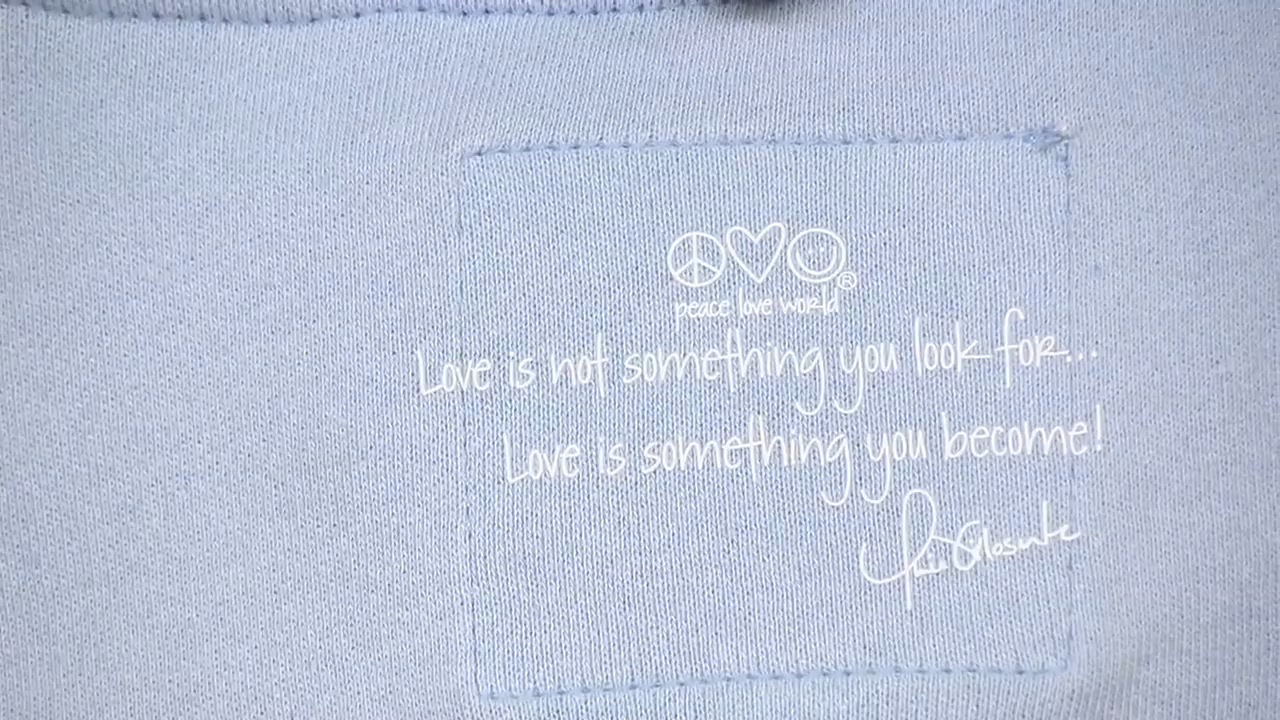 ®
peace love world
Love is not something you look for...
Love is something you become!